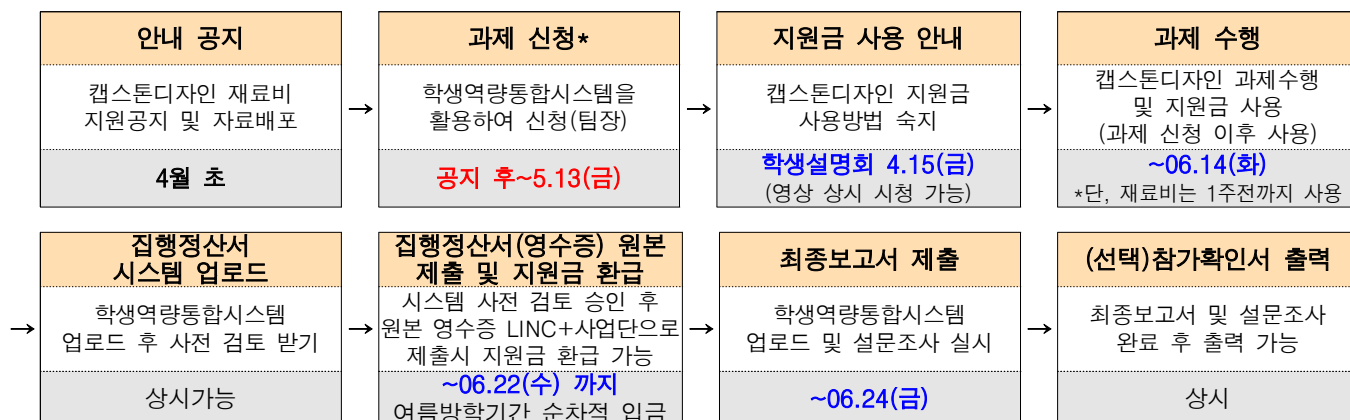 안내 공지
캡스톤디자인 재료비
지원공지 및 자료배포
4월 초
→
과제 신청*
학생역량통합시스템을
활용하여 신청(팀장)
공지 후~5.13(금)
→
지원금 사용 안내
캡스톤디자인 지원금
사용방법 숙지
학생설명회 4.15(금)
(영상 상시 시청 가능)
→
과제 수행
캡스톤디자인 과제수행
및 지원금 사용
(과제 신청 이후 사용)
~06.14(화)
*단, 재료비는 1주전까지 사용
→
집행정산서
시스템 업로드
학생역량통합시스템
업로드 후 사전 검토 받기
상시가능
→
집행정산서(영수증) 원본
제출 및 지원금 환급
시스템 사전 검토 승인 후
원본 영수증 LINC+사업단으로
제출시 지원금 환급 가능
~06.22(수) 까지
여름방학기간 순차적 입금
→
최종보고서 제출
학생역량통합시스템
업로드 및 설문조사 실시
~06.24(금)
→
(선택)참가확인서 출력
최종보고서 및 설문조사
완료 후 출력 가능
상시